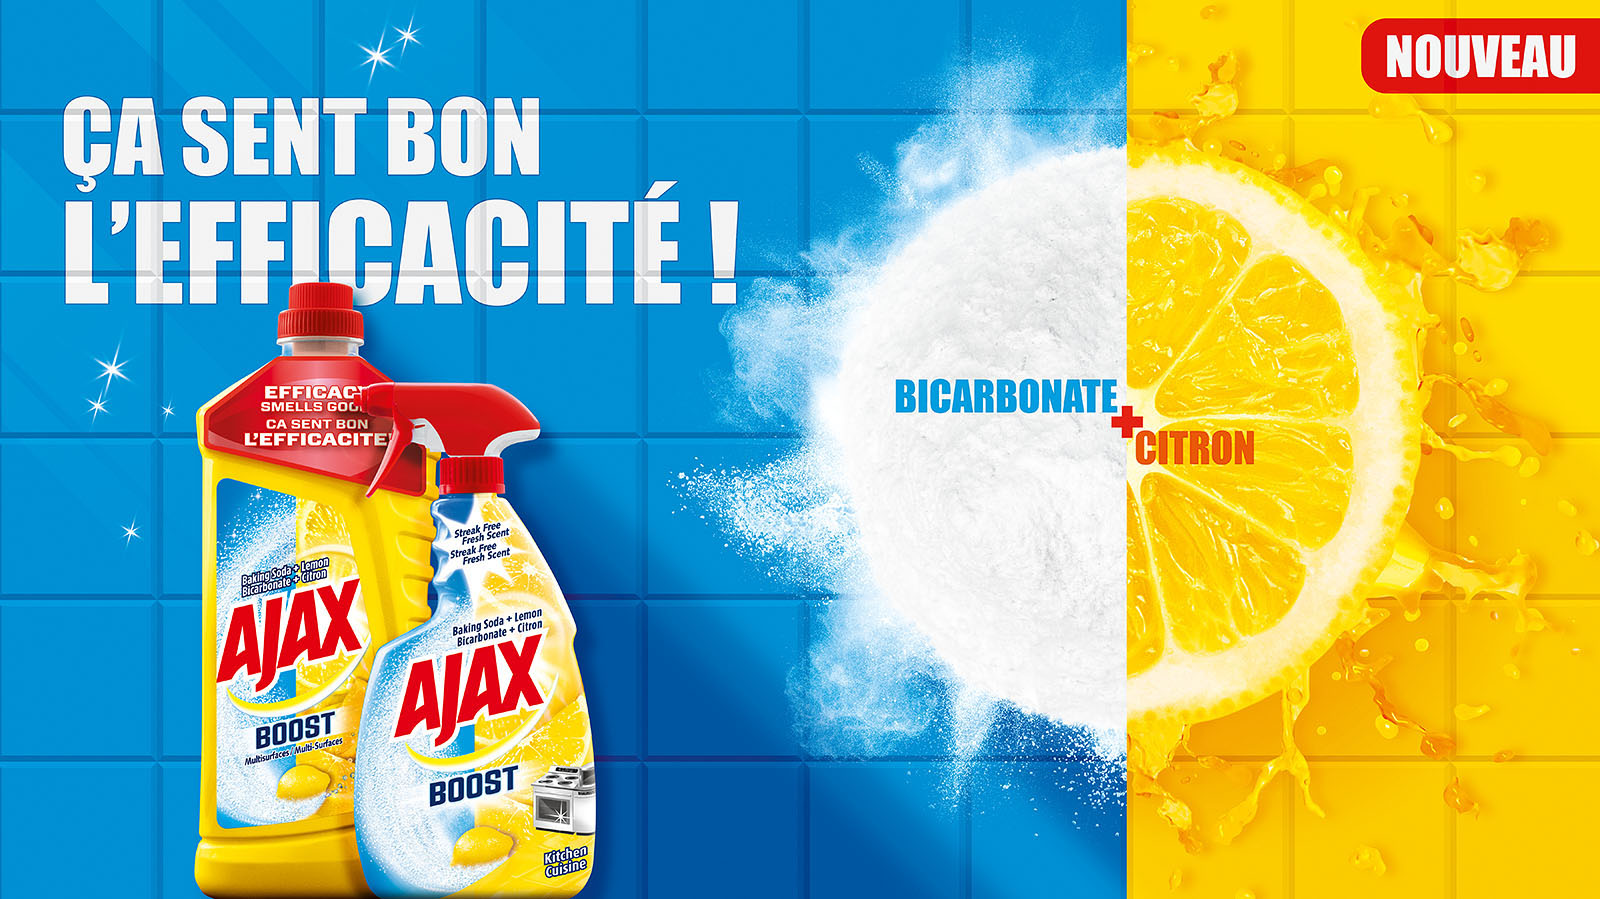 NOUVEAU
ÇA SENT BON
L'EFFICACITÉ !
BICARBONATE
+
CITRON
SMELLS GOOD
ÇA SENT BON
L'EFFICACITE!
Baking Soda + Lemon
Bicarbonate + Citron
AJAX
BOOST
Multisurfaces / Multi-Surfaces
Streak Free
Fresh Scent
Streak Free
Fresh Scent
Baking Soda + Lemon
Bicarbonate + Citron
AJAX
BOOST
Kitchen
Cuisine